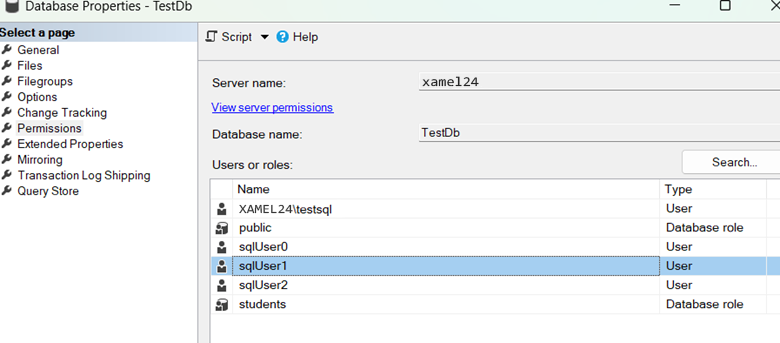 Database Properties - TestDb
Select a page
General
Files
Filegroups
Options
Change Tracking
Permissions
Extended Properties
Mirroring
Transaction Log Shipping
Query Store
Script Help
Server name: xamel24
View server permissions
Database name: TestDb
Users or roles:
Search...
Name Type
XAMEL24\testsql User
public Database role
sqlUser0 User
sqlUser1 User
sqlUser2 User
students Database role